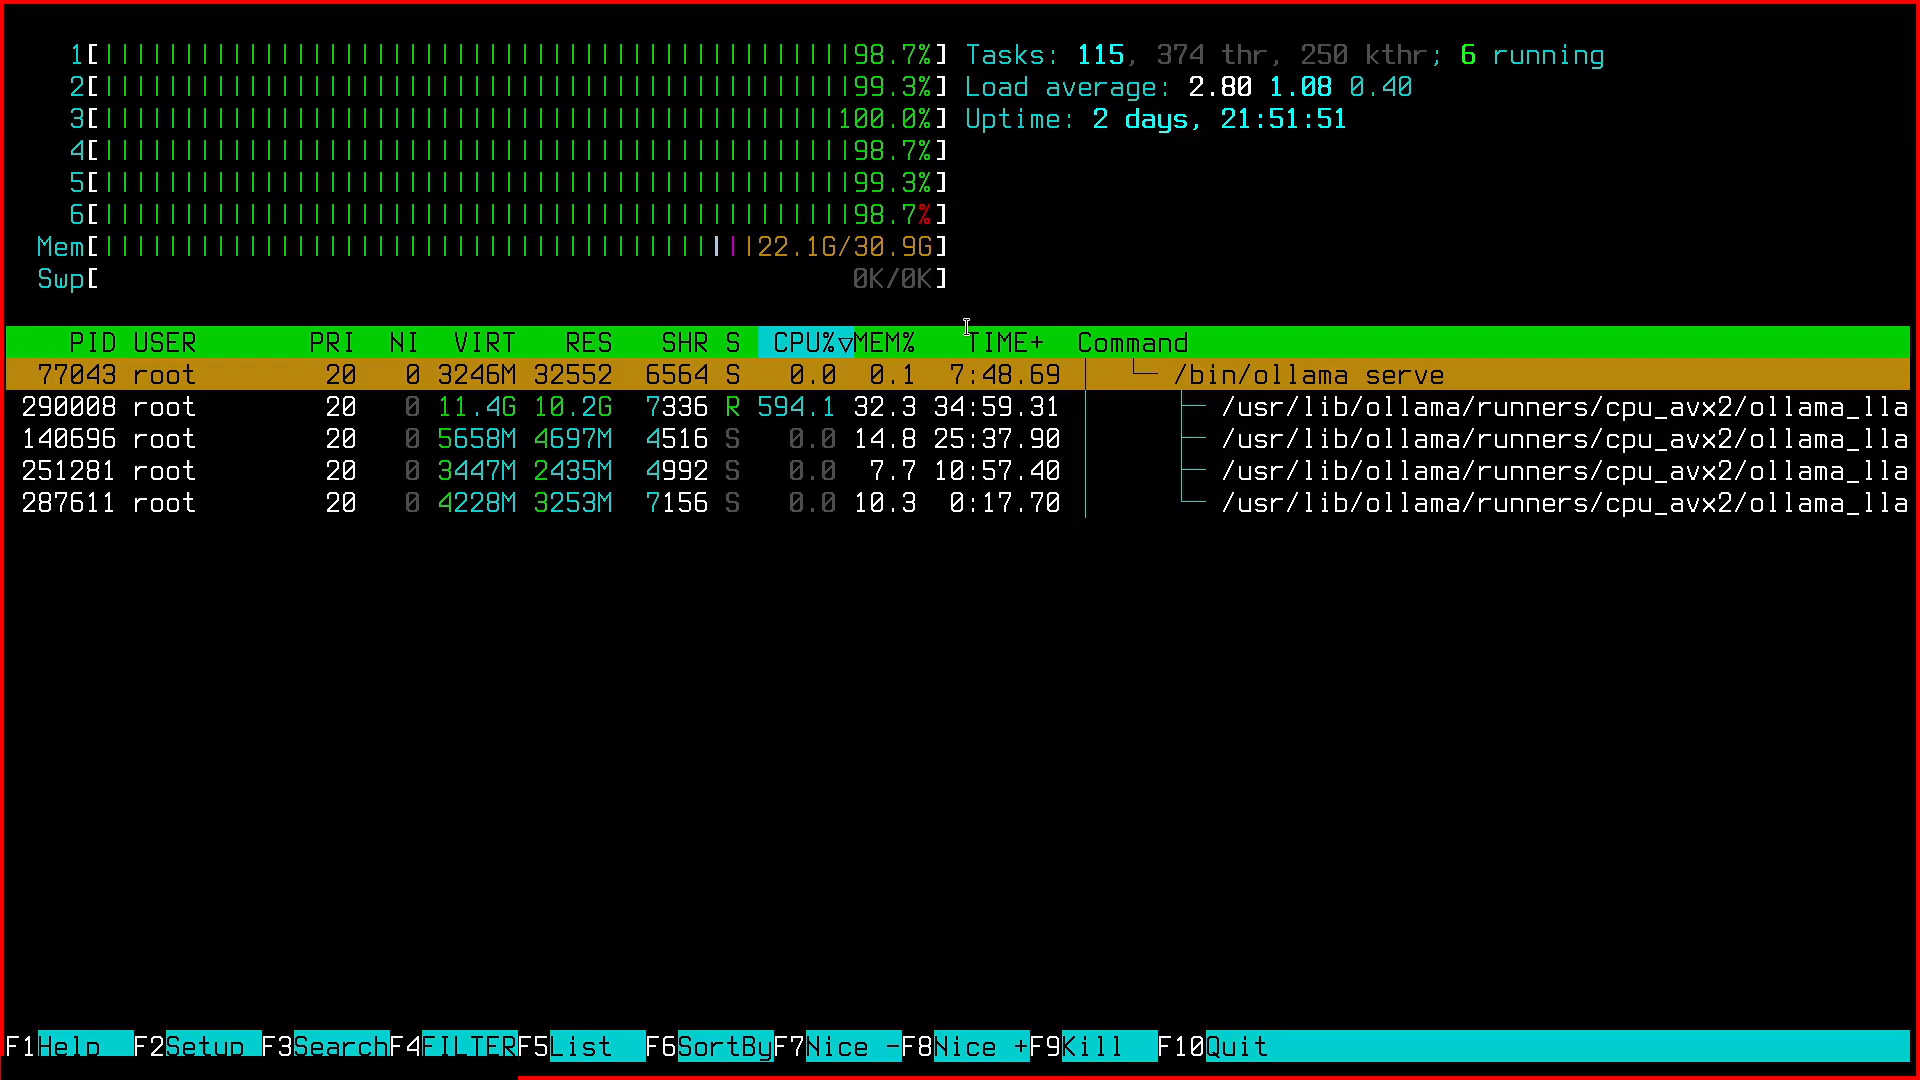 1[||||||||||||||||||||||||||||||||||||||||||||||| 98.7%] Tasks: 115, 374 thr, 250 kthr; 6 running
2[||||||||||||||||||||||||||||||||||||||||||||||| 99.3%] Load average: 2.80 1.08 0.40
3[||||||||||||||||||||||||||||||||||||||||||||||100.0%] Uptime: 2 days, 21:51:51
4[||||||||||||||||||||||||||||||||||||||||||||||| 98.7%]
5[||||||||||||||||||||||||||||||||||||||||||||||| 99.3%]
6[||||||||||||||||||||||||||||||||||||||||||||||| 98.7%]
Mem[|||||||||||||||||||||||||||||||||||||||||22.1G/30.9G]
Swp[ 0K/0K]
PID USER PRI NI VIRT RES SHR S CPU%▽MEM% TIME+ Command
77043 root 20 0 3246M 32552 6564 S 0.0 0.1 7:48.69 │ └─ /bin/ollama serve
290008 root 20 0 11.4G 10.2G 7336 R 594.1 32.3 34:59.31 │ ├─ /usr/lib/ollama/runners/cpu_avx2/ollama_lla
140696 root 20 0 5658M 4697M 4516 S 0.0 14.8 25:37.90 │ ├─ /usr/lib/ollama/runners/cpu_avx2/ollama_lla
251281 root 20 0 3447M 2435M 4992 S 0.0 7.7 10:57.40 │ ├─ /usr/lib/ollama/runners/cpu_avx2/ollama_lla
287611 root 20 0 4228M 3253M 7156 S 0.0 10.3 0:17.70 │ └─ /usr/lib/ollama/runners/cpu_avx2/ollama_lla
F1Help F2Setup F3SearchF4FILTERF5List F6SortByF7Nice -F8Nice +F9Kill F10Quit